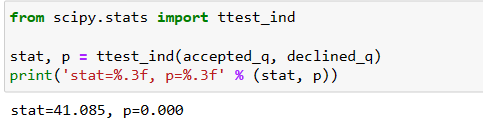 from scipy.stats import ttest_ind
stat, p = ttest_ind(accepted_q, declined_q)
print('stat=%.3f, p=%.3f' % (stat, p))
stat=41.085, p=0.000